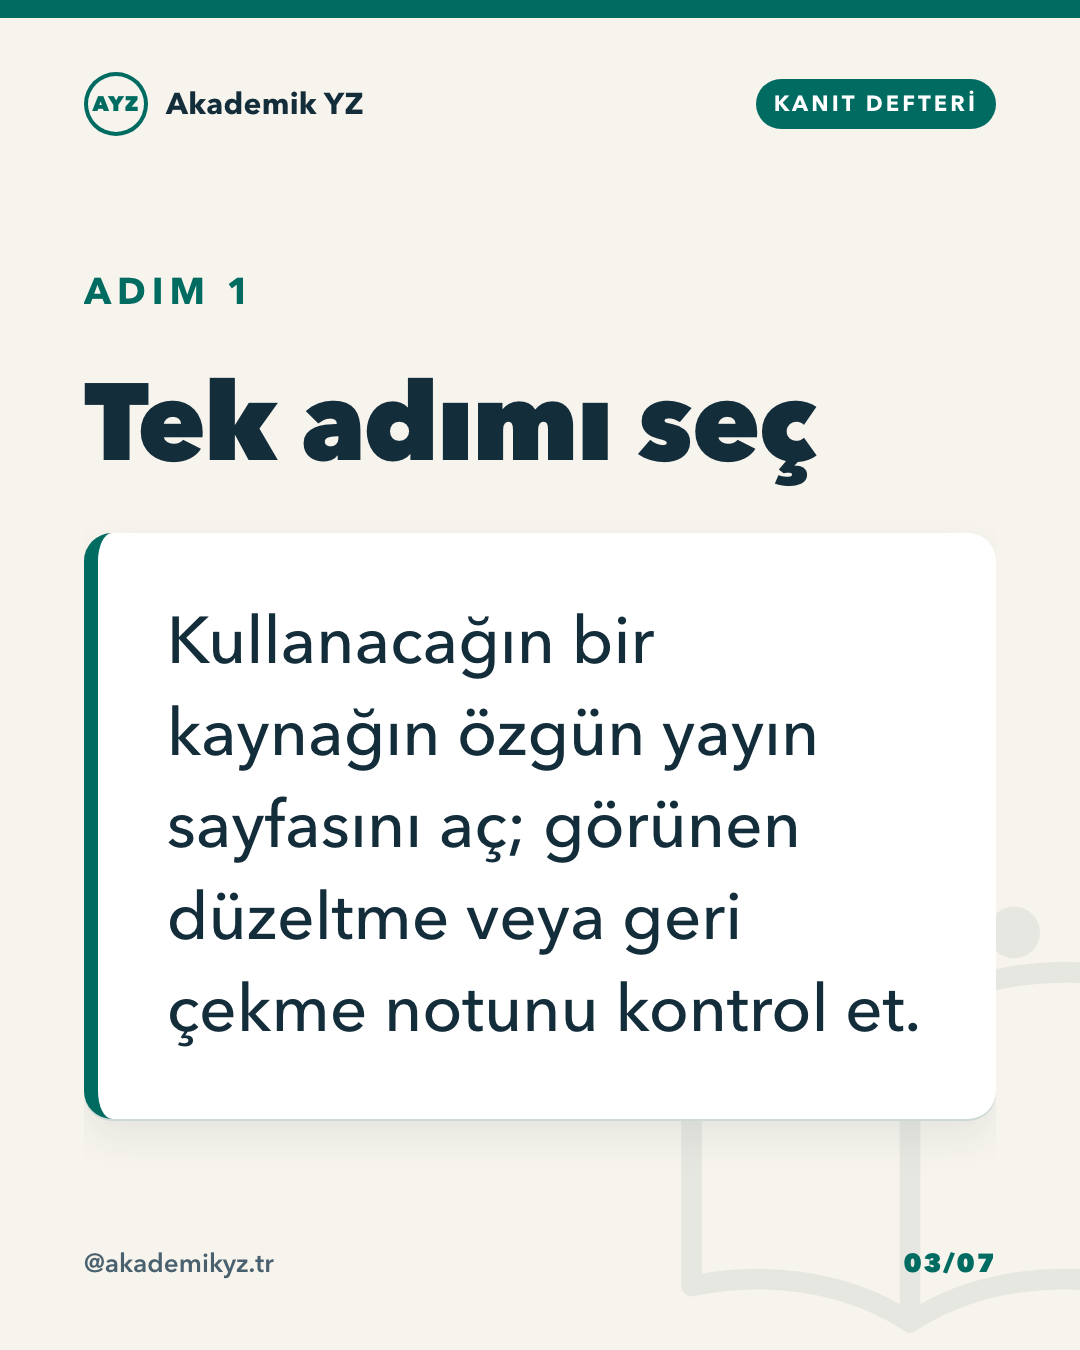 AYZ Akademik YZ
KANIT DEFTERİ
ADIM 1
Tek adımı seç
Kullanacağın bir
kaynağın özgün yayın
sayfasını aç; görünen
düzeltme veya geri
çekme notunu kontrol et.
@akademikyz.tr
03/07